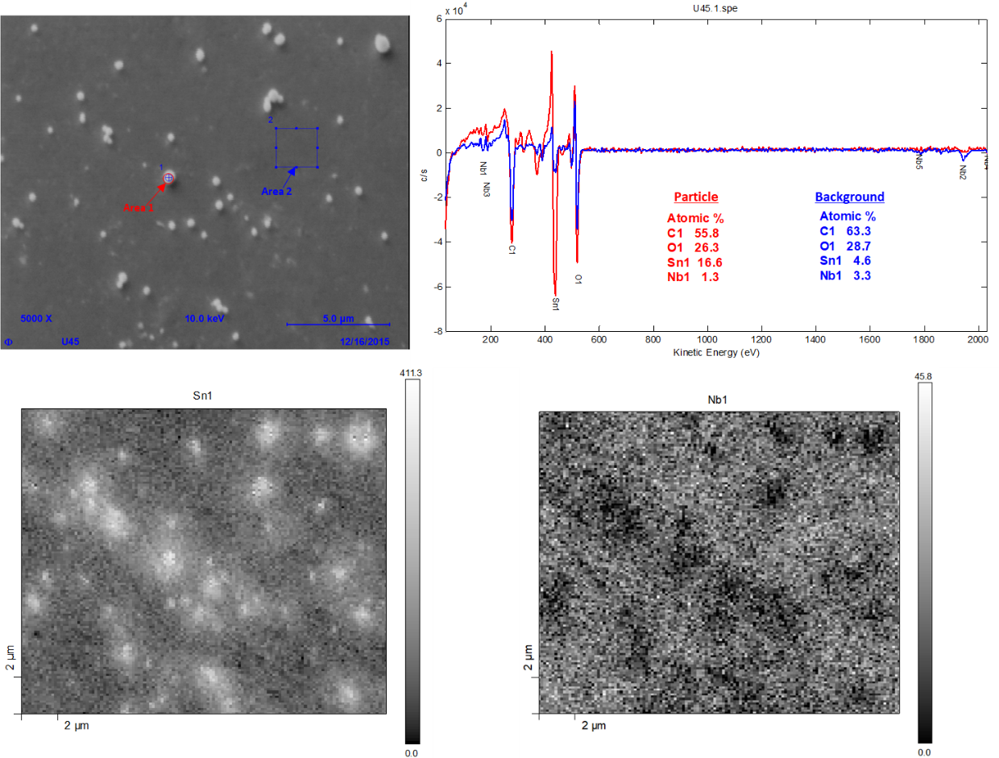 2
1
Area 1
Area 2
5000 X
10.0 keV
5.0 µm
Φ
U45
12/16/2015
U45.1.spe
x 10⁴
6
4
2
0
-2
-4
-6
-8
c/s
Nb1
Nb3
C1
Sn1
O1
Nb5
Nb2
Particle
Atomic %
C1 55.8
O1 26.3
Sn1 16.6
Nb1 1.3
Background
Atomic %
C1 63.3
O1 28.7
Sn1 4.6
Nb1 3.3
200 400 600 800 1000 1200 1400 1600 1800 2000
Kinetic Energy (eV)
Sn1
411.3
0.0
2 µm
2 µm
Nb1
45.8
0.0
2 µm
2 µm